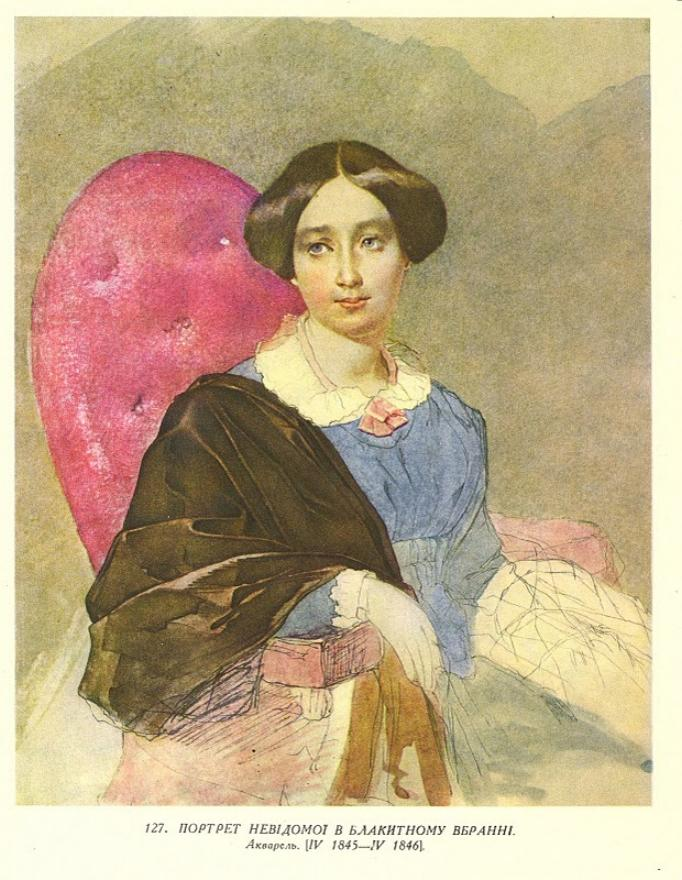 127. ПОРТРЕТ НЕВІДОМОЇ В БЛАКИТНОМУ ВБРАННІ.
Акварель. [IV 1845—IV 1846].